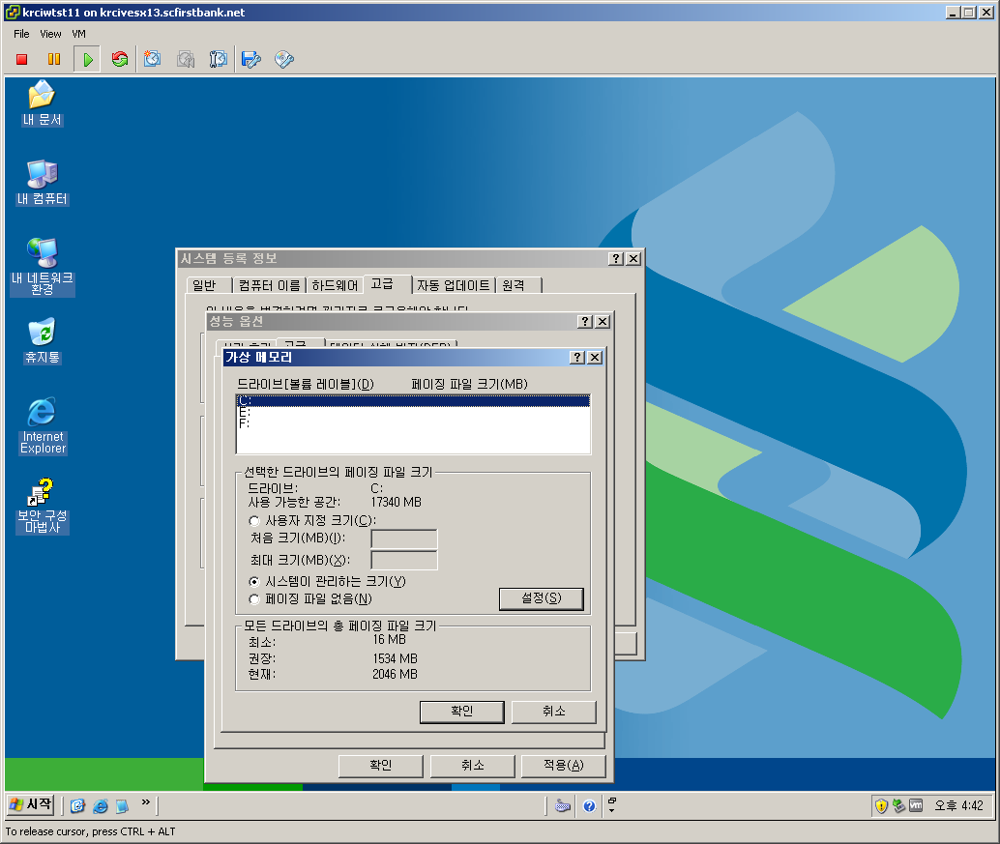 krciwtst11 on krcivesx13.scfirstbank.net
File View VM
내 문서
내 컴퓨터
내 네트워크
환경
휴지통
Internet
Explorer
보안 구성
마법사
시스템 등록 정보
일반 컴퓨터 이름 하드웨어 고급 자동 업데이트 원격
성능 옵션
고급
가상 메모리
드라이브[볼륨 레이블](D) 페이징 파일 크기(MB)
C:
E:
F:
선택한 드라이브의 페이징 파일 크기
드라이브: C:
사용 가능한 공간: 17340 MB
사용자 지정 크기(C):
처음 크기(MB)(I):
최대 크기(MB)(X):
시스템이 관리하는 크기(Y)
페이징 파일 없음(N)
설정(S)
모든 드라이브의 총 페이징 파일 크기
최소: 16 MB
권장: 1534 MB
현재: 2046 MB
확인 취소
확인 취소 적용(A)
시작 » 오후 4:42
To release cursor, press CTRL + ALT